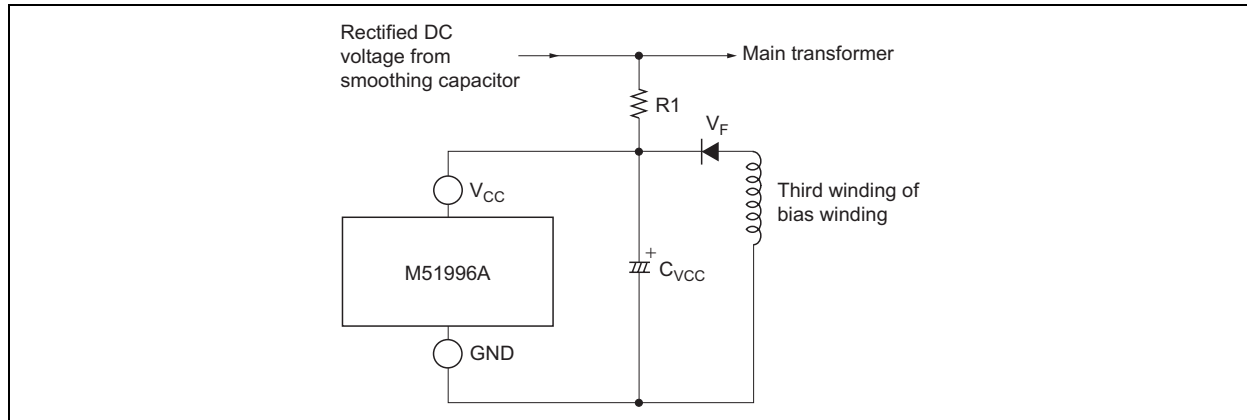 Rectified DC
voltage from
smoothing capacitor
Main transformer
R1
VF
VCC
Third winding of
bias winding
M51996A
+
CVCC
GND